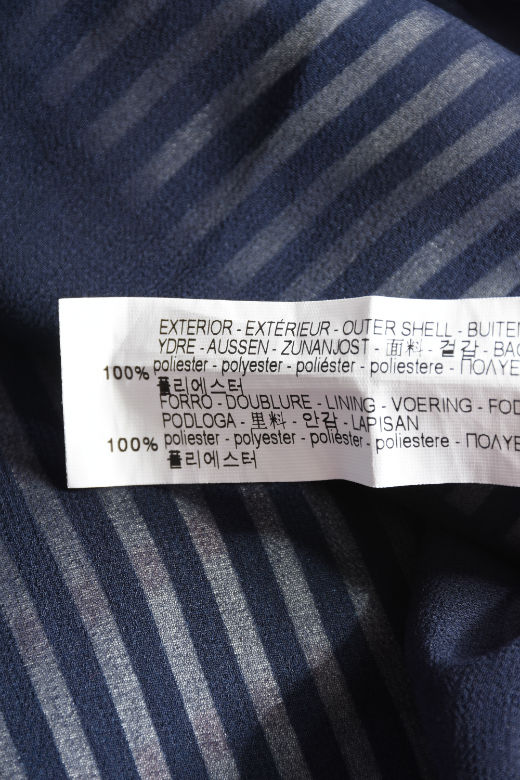 EXTERIOR - EXTÉRIEUR - OUTER SHELL - BUITEN
YDRE - AUSSEN - ZUNANJOST - 面料 - 겉감 - BAG
100% poliester - polyester - poliéster - poliestere - ΠΟΛΥΕ
폴리에스터
FORRO - DOUBLURE - LINING - VOERING - FOD
PODLOGA - 里料 - 안감 - LAPISAN
100% poliester - polyester - poliéster - poliestere - ΠΟΛΥΕ
폴리에스터